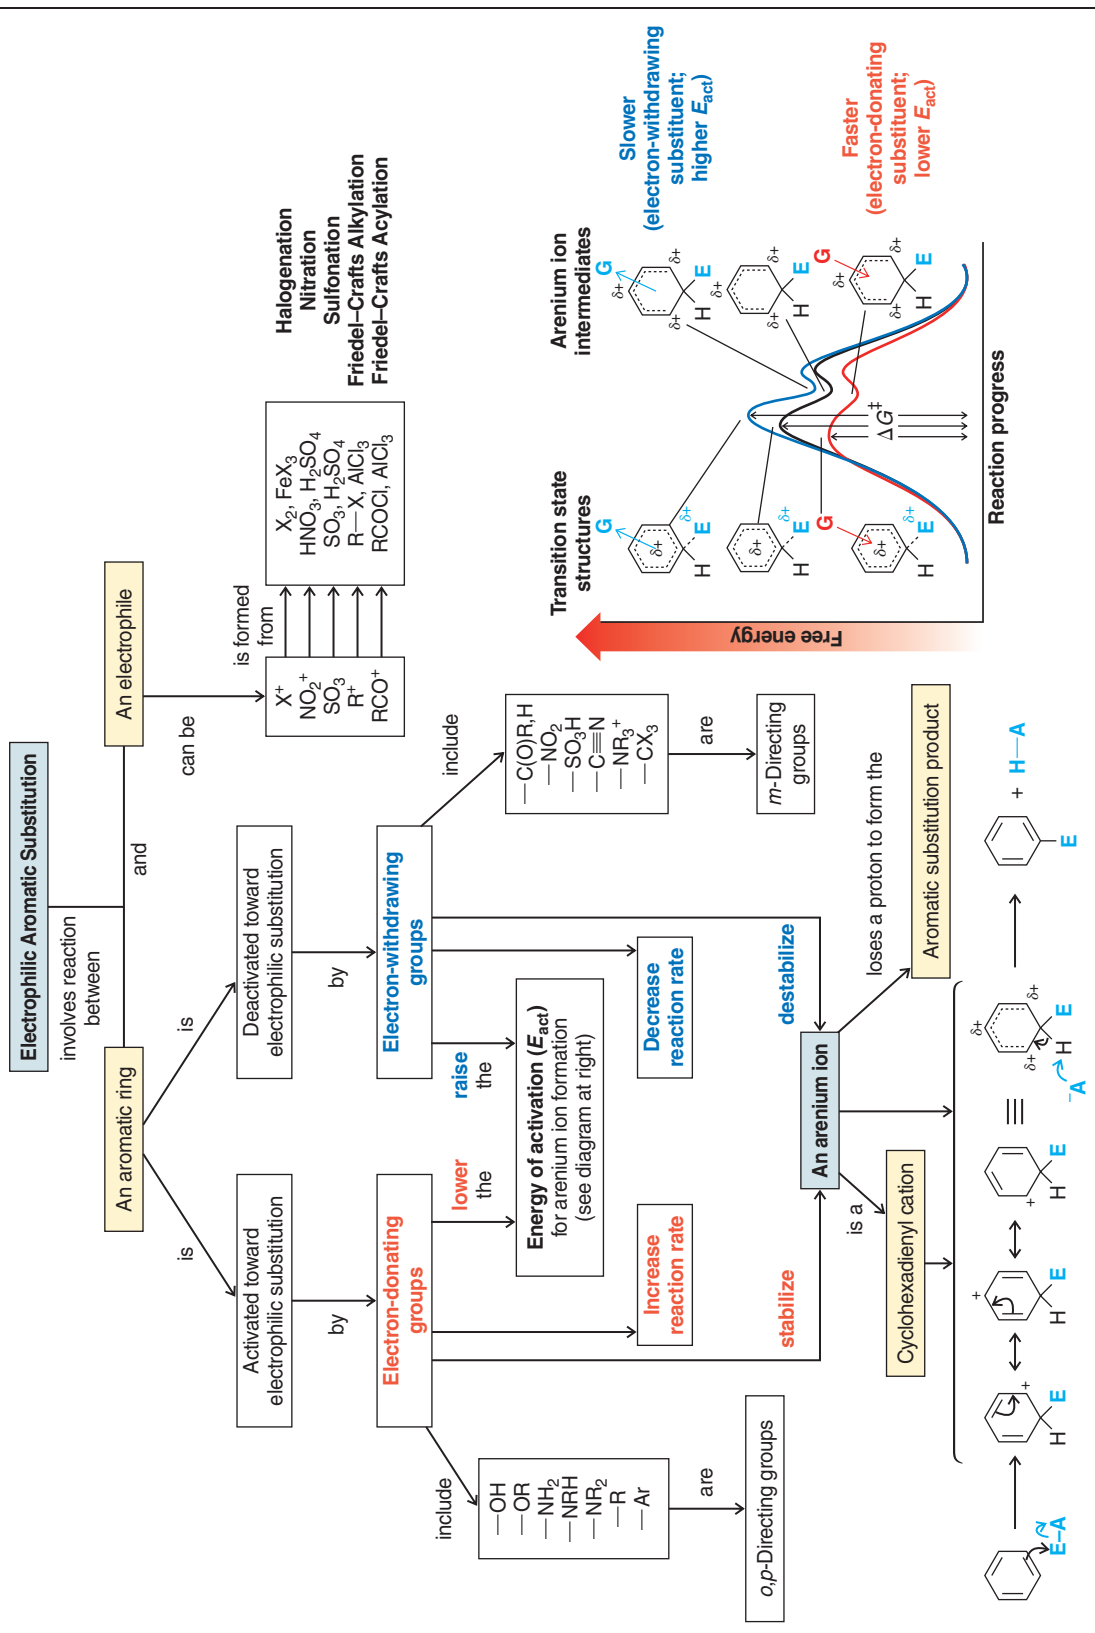 Electrophilic Aromatic Substitution
involves reaction
between
and
An aromatic ring
An electrophile
is
is
can be
Activated toward
electrophilic substitution
Deactivated toward
electrophilic substitution
by
by
Electron-donating
groups
Electron-withdrawing
groups
X⁺
NO₂⁺
SO₃
R⁺
RCO⁺
is formed
from
X₂, FeX₃
HNO₃, H₂SO₄
SO₃, H₂SO₄
R—X, AlCl₃
RCOCl, AlCl₃
Halogenation
Nitration
Sulfonation
Friedel–Crafts Alkylation
Friedel–Crafts Acylation
include
—OH
—OR
—NH₂
—NRH
—NR₂
—R
—Ar
are
o,p-Directing groups
lower
the
raise
the
Energy of activation (Eact)
for arenium ion formation
(see diagram at right)
include
—C(O)R,H
—NO₂
—SO₃H
—C≡N
—NR₃⁺
—CX₃
are
m-Directing
groups
Increase
reaction rate
Decrease
reaction rate
stabilize
destabilize
An arenium ion
is a
loses a proton to form the
Cyclohexadienyl cation
Aromatic substitution product
E–A
+
H
E
+
H
E
+
H
E
δ+
δ+
δ+
H
E
⁻A
E
+ H—A
Transition state
structures
Arenium ion
intermediates
G
δ+
δ+
E
H
δ+
δ+
E
H
G
δ+
δ+
E
H
G
δ+
δ+
δ+
E
H
δ+
δ+
δ+
E
H
G
δ+
δ+
δ+
E
H
Slower
(electron-withdrawing
substituent;
higher Eact)
Faster
(electron-donating
substituent;
lower Eact)
Free energy
ΔG‡
Reaction progress